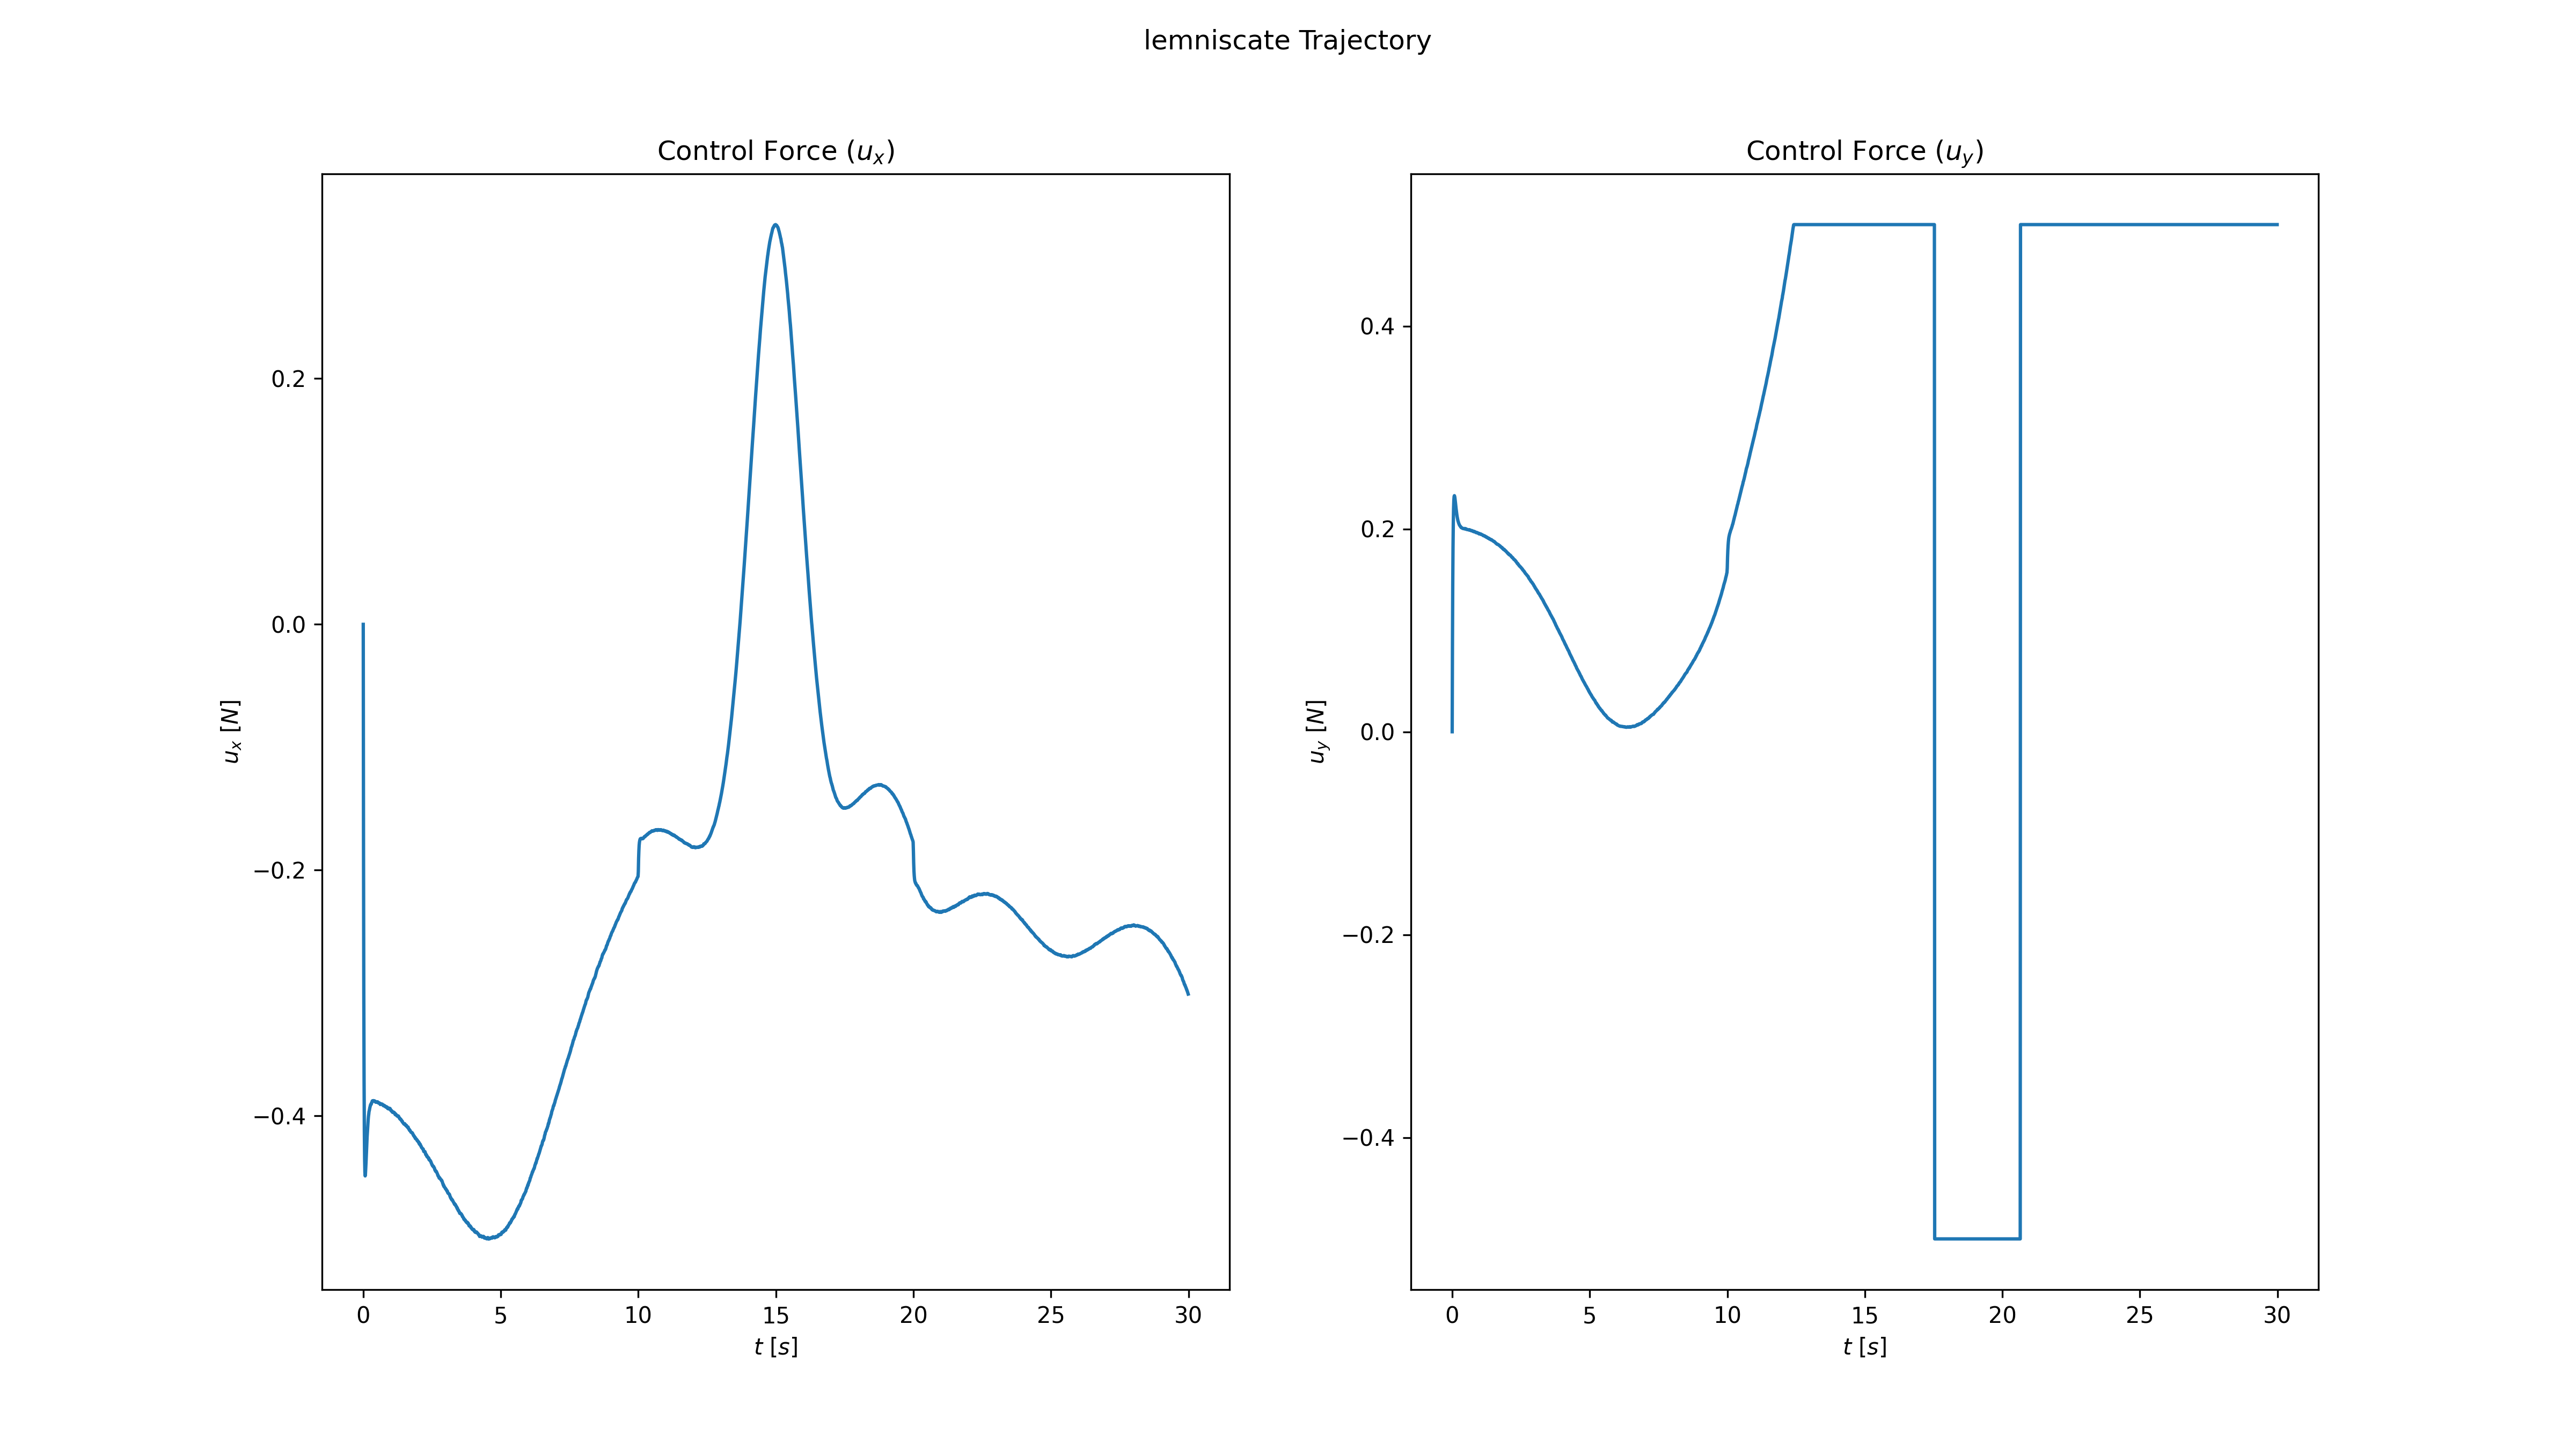 lemniscate Trajectory
Control Force (u_x)
0.2
0.0
−0.2
−0.4
u_x [N]
0 5 10 15 20 25 30
t [s]
Control Force (u_y)
0.4
0.2
0.0
−0.2
−0.4
u_y [N]
0 5 10 15 20 25 30
t [s]